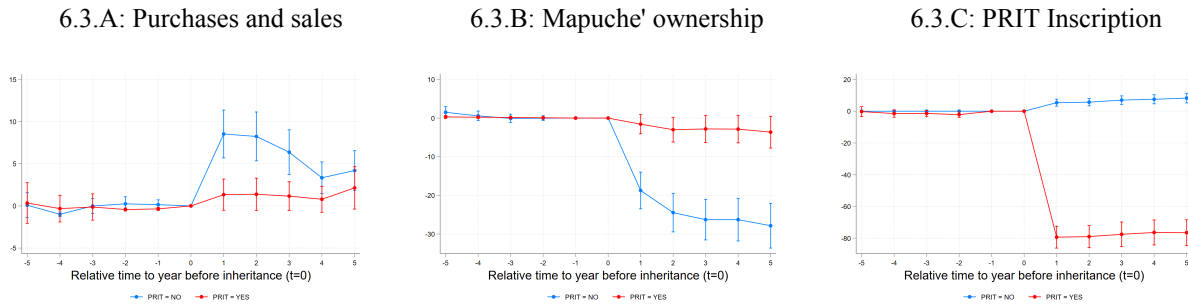 6.3.A: Purchases and sales
15
10
5
0
-5
-5 -4 -3 -2 -1 0 1 2 3 4 5
Relative time to year before inheritance (t=0)
PRIT = NO PRIT = YES
6.3.B: Mapuche' ownership
10
0
-10
-20
-30
-5 -4 -3 -2 -1 0 1 2 3 4 5
Relative time to year before inheritance (t=0)
PRIT = NO PRIT = YES
6.3.C: PRIT Inscription
20
0
-20
-40
-60
-80
-5 -4 -3 -2 -1 0 1 2 3 4 5
Relative time to year before inheritance (t=0)
PRIT = NO PRIT = YES